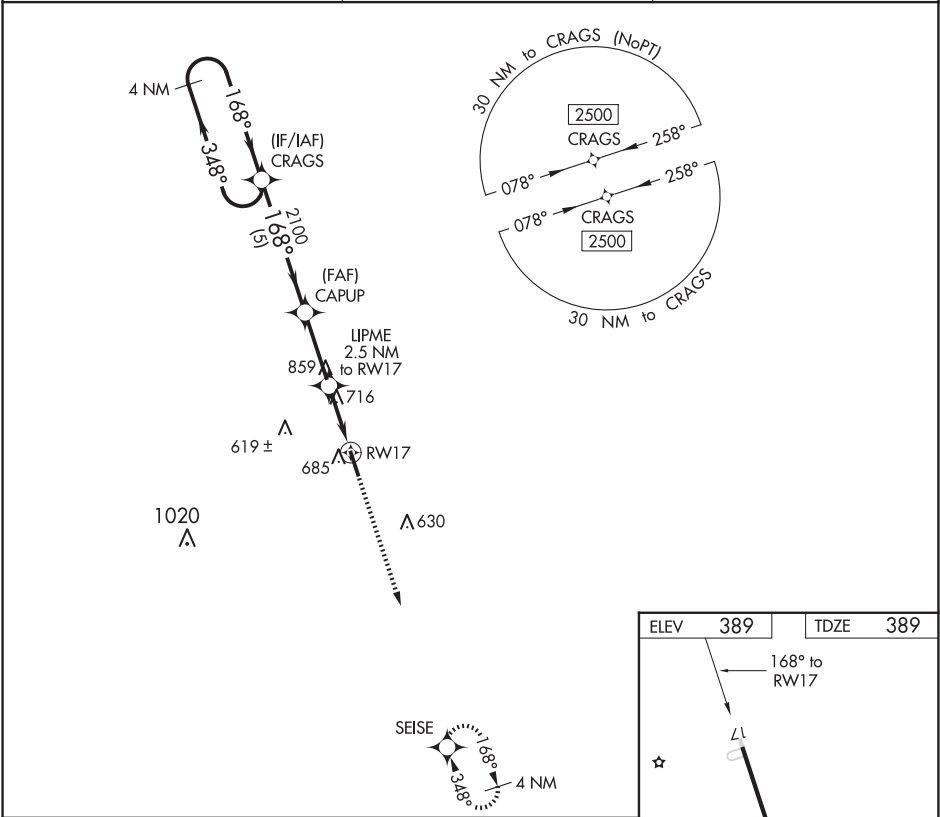 4 NM
168°
348°
(IF/IAF)
CRAGS
2100
168°
(5)
(FAF)
CAPUP
LIPME
2.5 NM
to RW17
859
716
619 ±
685
RW17
1020
630
30 NM to CRAGS (NoPT)
2500
CRAGS
258°
078°
258°
078°
CRAGS
2500
30 NM to CRAGS
SEISE
168°
348°
4 NM
ELEV 389
TDZE 389
168° to
RW17
17